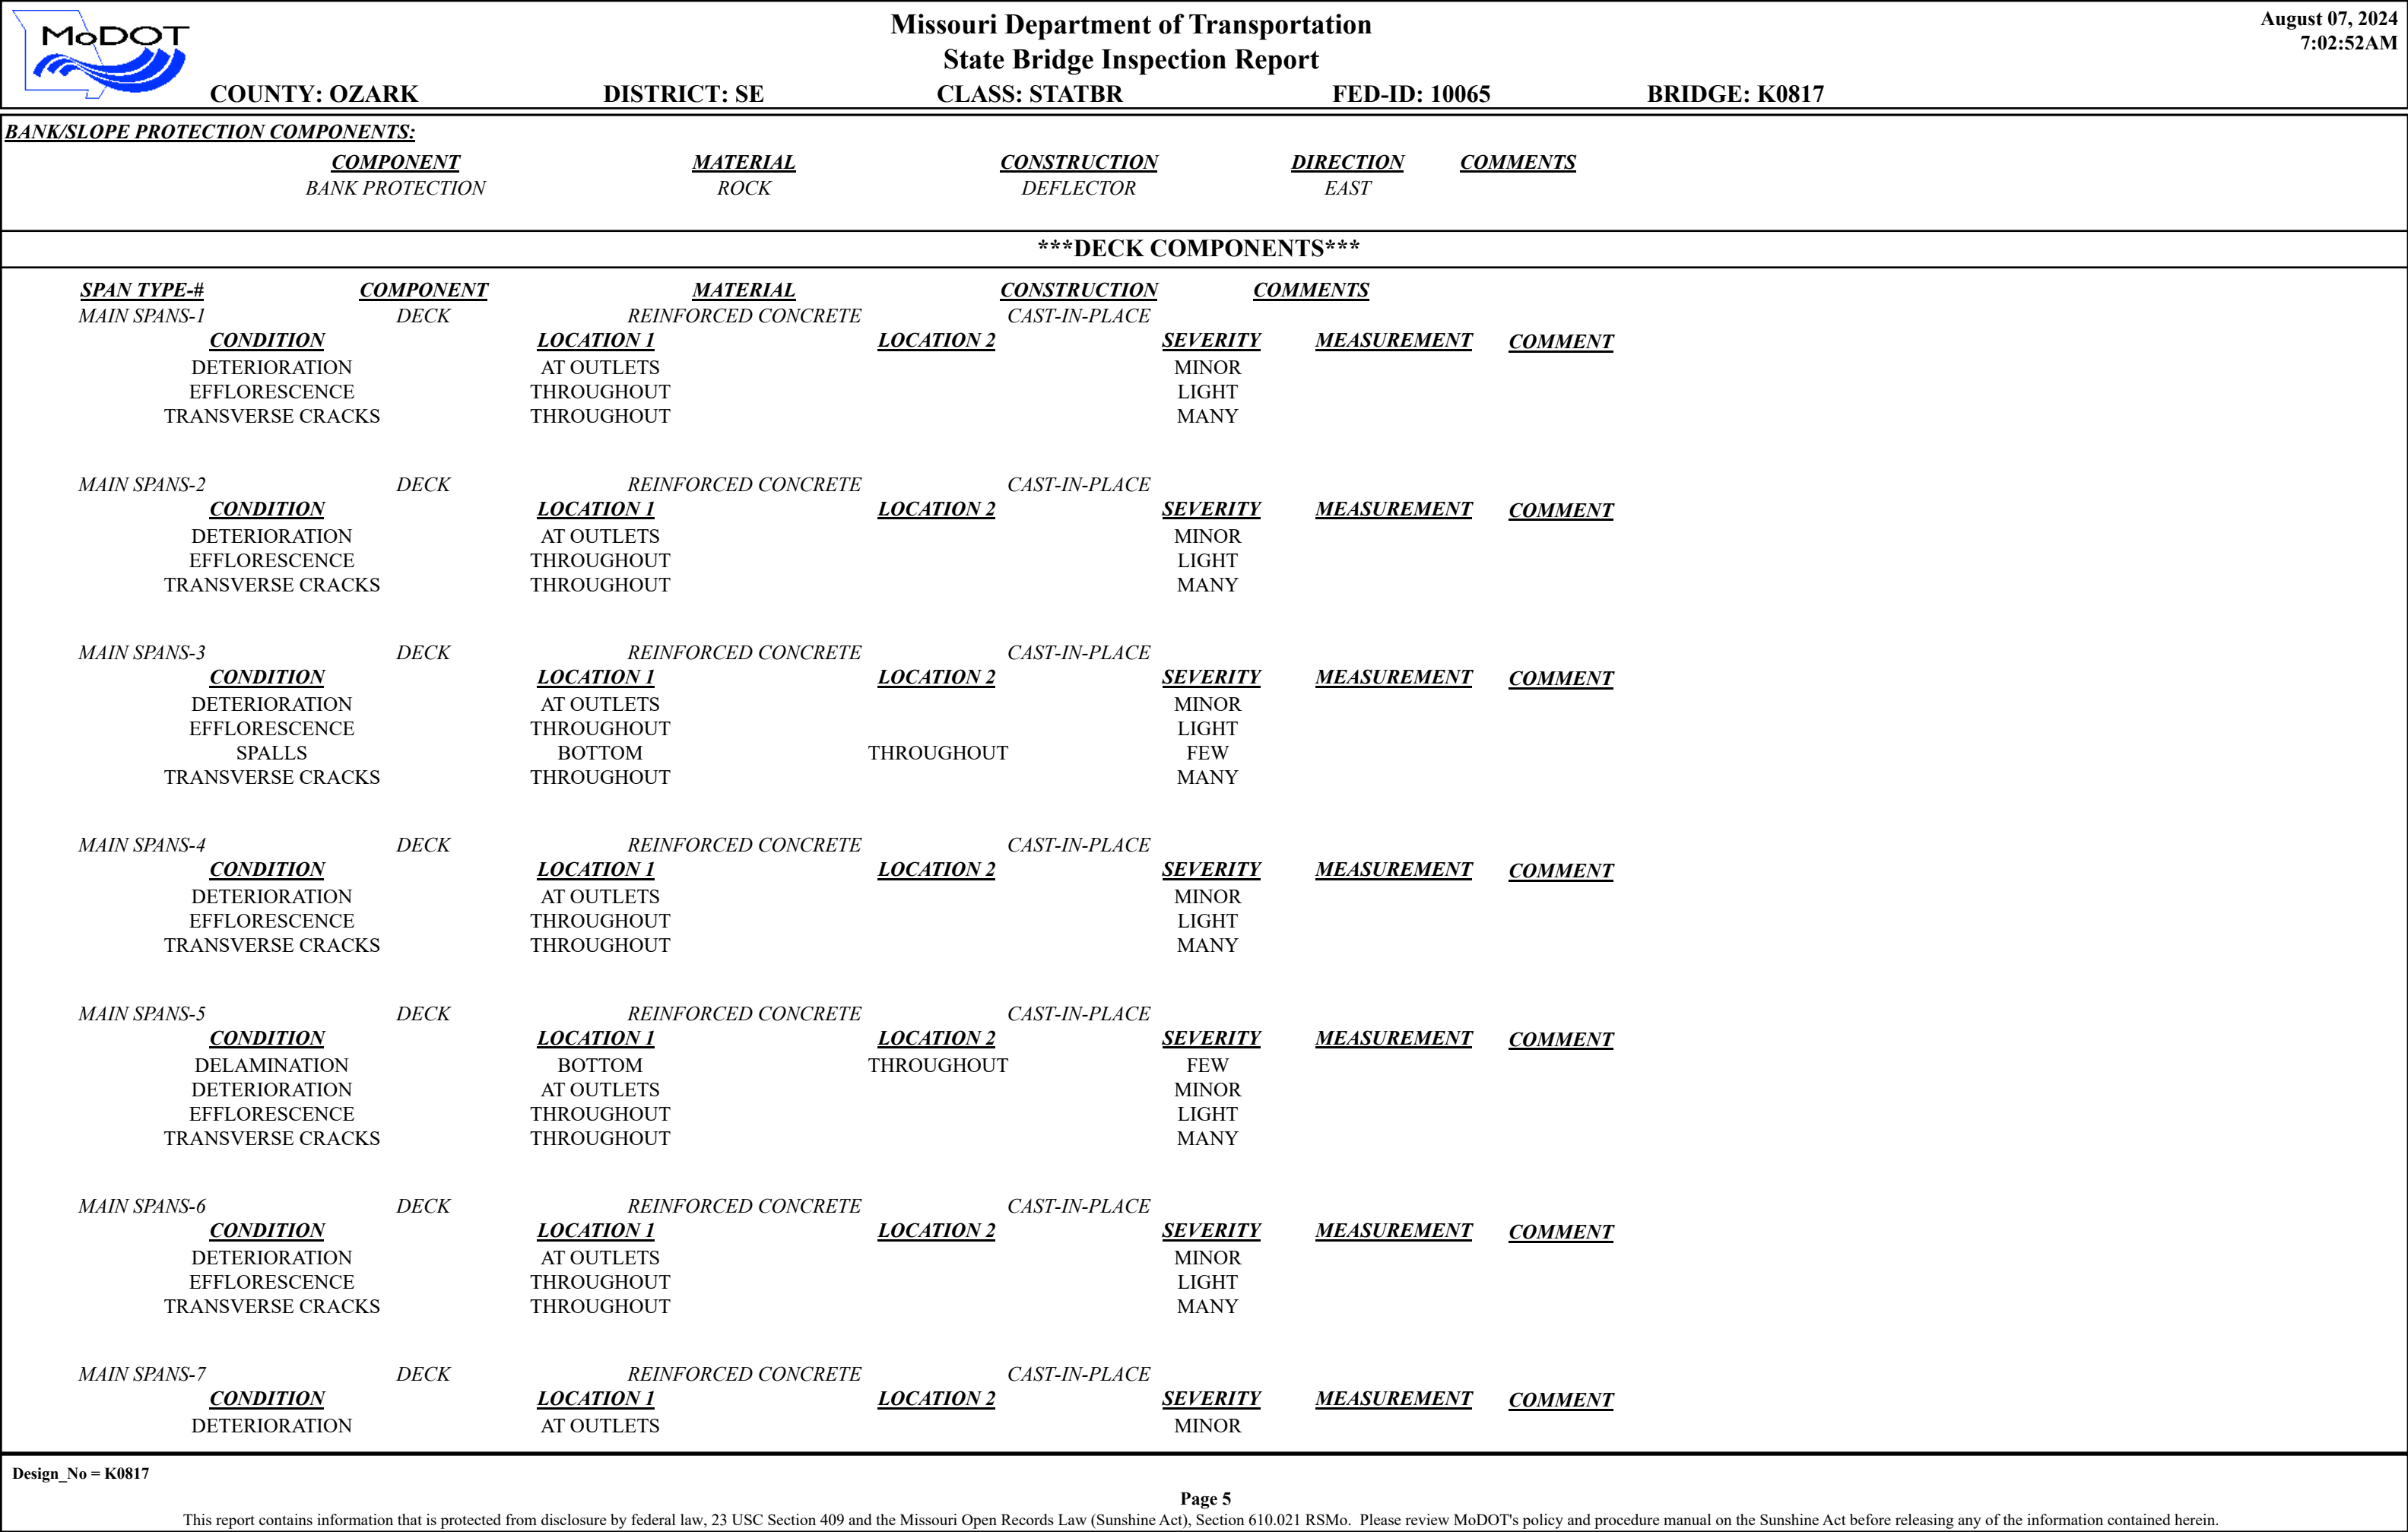 MoDOT
Missouri Department of Transportation
State Bridge Inspection Report
August 07, 2024
7:02:52AM
COUNTY: OZARK DISTRICT: SE CLASS: STATBR FED-ID: 10065 BRIDGE: K0817
BANK/SLOPE PROTECTION COMPONENTS:
COMPONENT MATERIAL CONSTRUCTION DIRECTION COMMENTS
BANK PROTECTION ROCK DEFLECTOR EAST
***DECK COMPONENTS***
SPAN TYPE-# COMPONENT MATERIAL CONSTRUCTION COMMENTS
MAIN SPANS-1 DECK REINFORCED CONCRETE CAST-IN-PLACE
CONDITION LOCATION 1 LOCATION 2 SEVERITY MEASUREMENT COMMENT
DETERIORATION AT OUTLETS MINOR
EFFLORESCENCE THROUGHOUT LIGHT
TRANSVERSE CRACKS THROUGHOUT MANY
MAIN SPANS-2 DECK REINFORCED CONCRETE CAST-IN-PLACE
CONDITION LOCATION 1 LOCATION 2 SEVERITY MEASUREMENT COMMENT
DETERIORATION AT OUTLETS MINOR
EFFLORESCENCE THROUGHOUT LIGHT
TRANSVERSE CRACKS THROUGHOUT MANY
MAIN SPANS-3 DECK REINFORCED CONCRETE CAST-IN-PLACE
CONDITION LOCATION 1 LOCATION 2 SEVERITY MEASUREMENT COMMENT
DETERIORATION AT OUTLETS MINOR
EFFLORESCENCE THROUGHOUT LIGHT
SPALLS BOTTOM THROUGHOUT FEW
TRANSVERSE CRACKS THROUGHOUT MANY
MAIN SPANS-4 DECK REINFORCED CONCRETE CAST-IN-PLACE
CONDITION LOCATION 1 LOCATION 2 SEVERITY MEASUREMENT COMMENT
DETERIORATION AT OUTLETS MINOR
EFFLORESCENCE THROUGHOUT LIGHT
TRANSVERSE CRACKS THROUGHOUT MANY
MAIN SPANS-5 DECK REINFORCED CONCRETE CAST-IN-PLACE
CONDITION LOCATION 1 LOCATION 2 SEVERITY MEASUREMENT COMMENT
DELAMINATION BOTTOM THROUGHOUT FEW
DETERIORATION AT OUTLETS MINOR
EFFLORESCENCE THROUGHOUT LIGHT
TRANSVERSE CRACKS THROUGHOUT MANY
MAIN SPANS-6 DECK REINFORCED CONCRETE CAST-IN-PLACE
CONDITION LOCATION 1 LOCATION 2 SEVERITY MEASUREMENT COMMENT
DETERIORATION AT OUTLETS MINOR
EFFLORESCENCE THROUGHOUT LIGHT
TRANSVERSE CRACKS THROUGHOUT MANY
MAIN SPANS-7 DECK REINFORCED CONCRETE CAST-IN-PLACE
CONDITION LOCATION 1 LOCATION 2 SEVERITY MEASUREMENT COMMENT
DETERIORATION AT OUTLETS MINOR
Design_No = K0817
Page 5
This report contains information that is protected from disclosure by federal law, 23 USC Section 409 and the Missouri Open Records Law (Sunshine Act), Section 610.021 RSMo. Please review MoDOT's policy and procedure manual on the Sunshine Act before releasing any of the information contained herein.